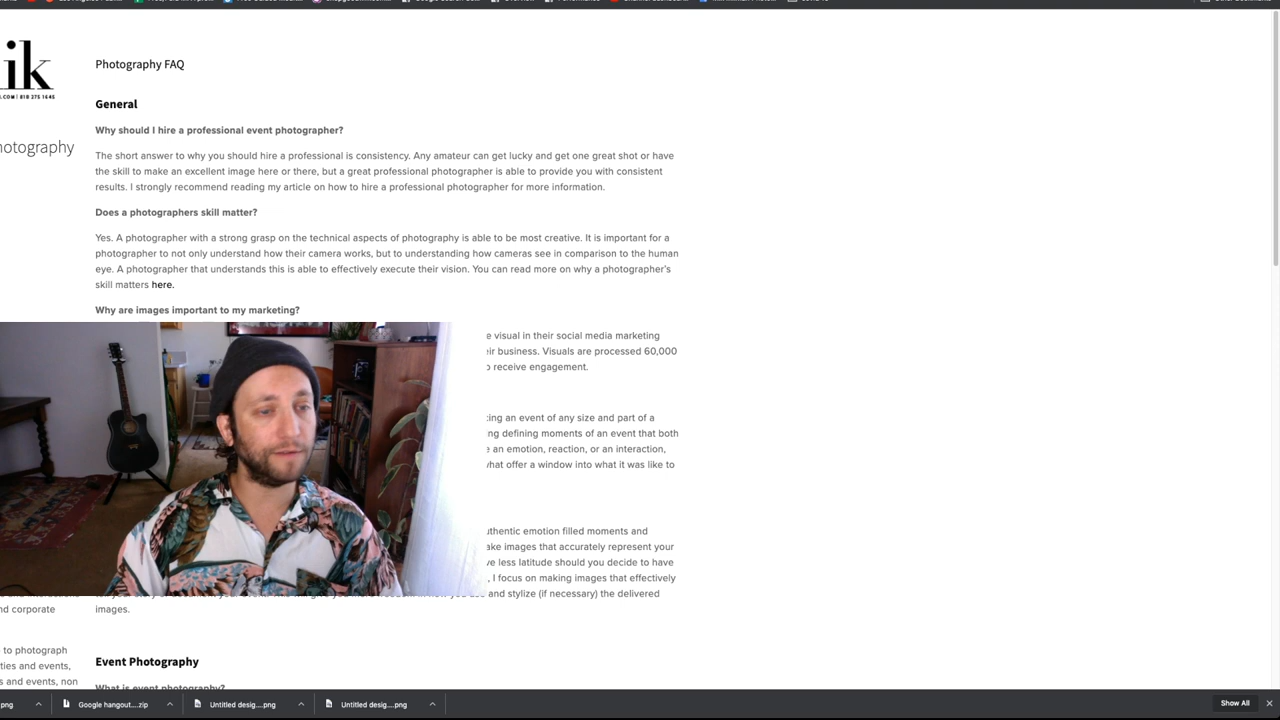 Photography FAQ
ik
.COM | 818 275 1645
hotography
General
Why should I hire a professional event photographer?
The short answer to why you should hire a professional is consistency. Any amateur can get lucky and get one great shot or have
the skill to make an excellent image here or there, but a great professional photographer is able to provide you with consistent
results. I strongly recommend reading my article on how to hire a professional photographer for more information.
Does a photographers skill matter?
Yes. A photographer with a strong grasp on the technical aspects of photography is able to be most creative. It is important for a
photographer to not only understand how their camera works, but to understanding how cameras see in comparison to the human
eye. A photographer that understands this is able to effectively execute their vision. You can read more on why a photographer's
skill matters here.
Why are images important to my marketing?
e visual in their social media marketing
eir business. Visuals are processed 60,000
o receive engagement.
ting an event of any size and part of a
ng defining moments of an event that both
e an emotion, reaction, or an interaction,
what offer a window into what it was like to
uthentic emotion filled moments and
ake images that accurately represent your
ve less latitude should you decide to have
, I focus on making images that effectively
and stylize (if necessary) the delivered
images.
nd corporate
e to photograph
ties and events,
s and events, non
Event Photography
What is event photography?
.png
Google hangout....zip
Untitled desig....png
Untitled desig....png
Show All